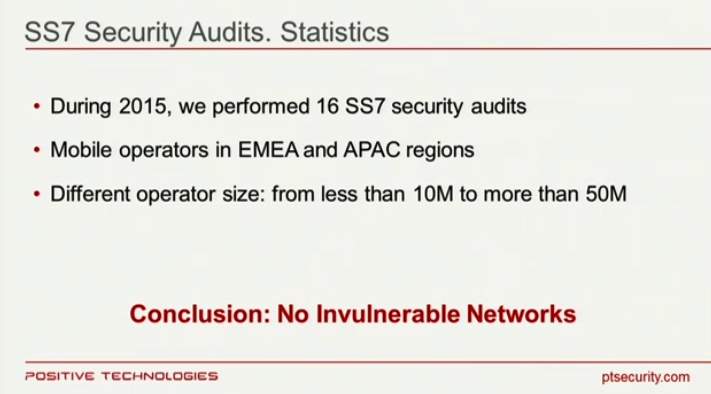 SS7 Security Audits. Statistics
• During 2015, we performed 16 SS7 security audits
• Mobile operators in EMEA and APAC regions
• Different operator size: from less than 10M to more than 50M
Conclusion: No Invulnerable Networks
POSITIVE TECHNOLOGIES
ptsecurity.com